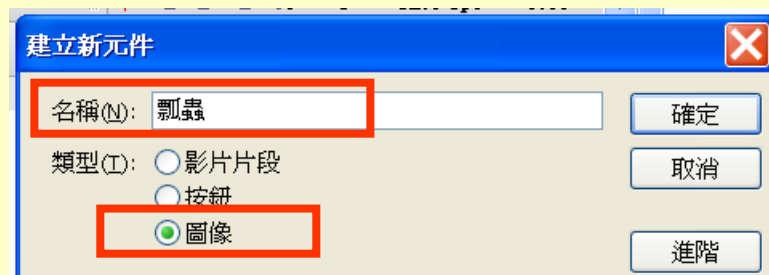 建立新元件
名稱(N): 瓢蟲
確定
類型(T): 影片片段
取消
按鈕
圖像
進階